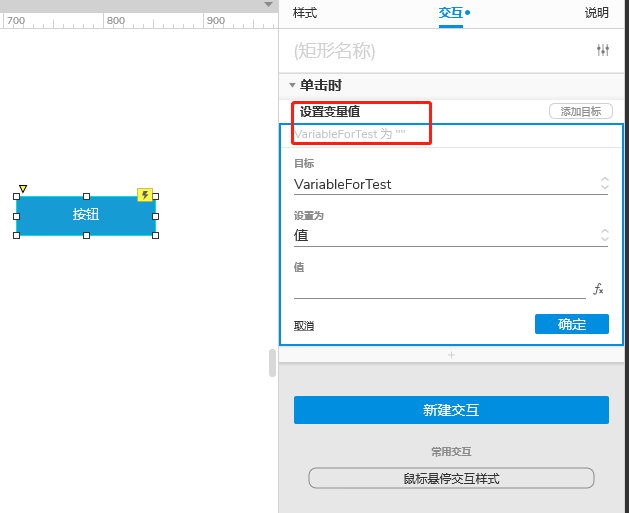 样式 交互 说明
700 800 900
(矩形名称)
单击时
设置变量值 添加目标
VariableForTest 为 ""
目标
VariableForTest
按钮
设置为
值
值
fx
取消 确定
+
新建交互
常用交互
鼠标悬停交互样式